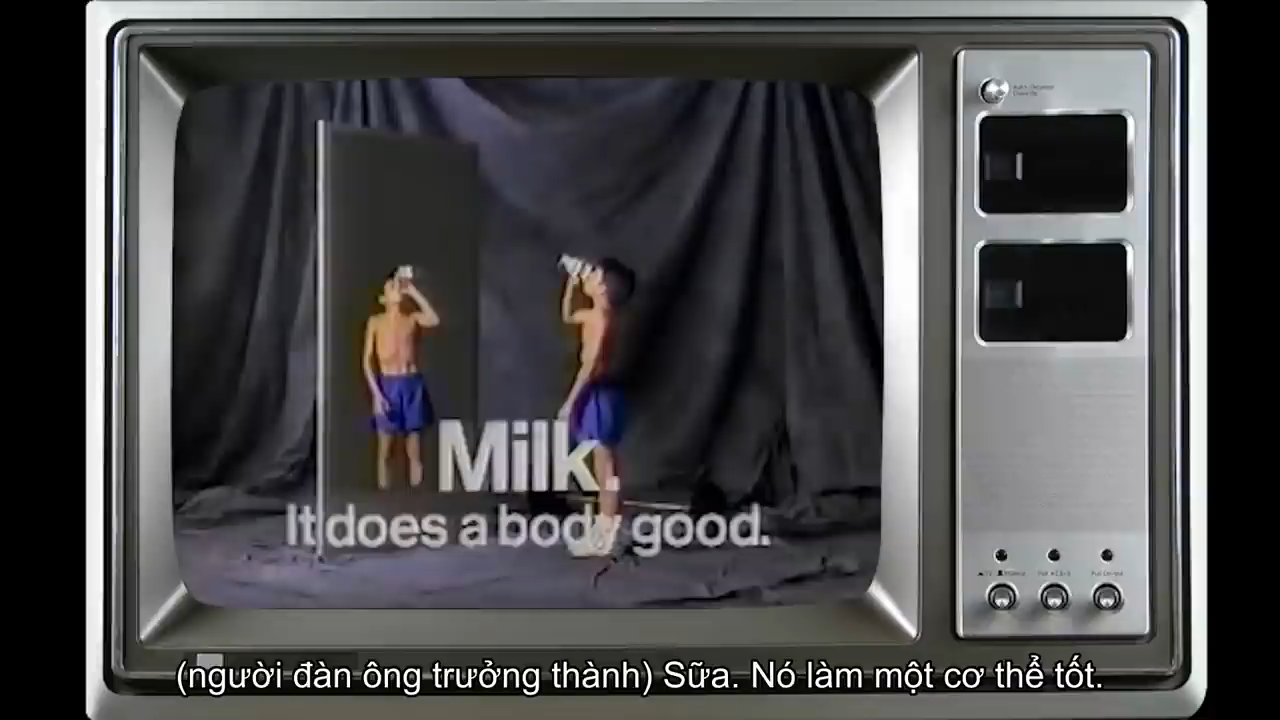 Milk.
It does a body good.
(người đàn ông trưởng thành) Sữa. Nó làm một cơ thể tốt.